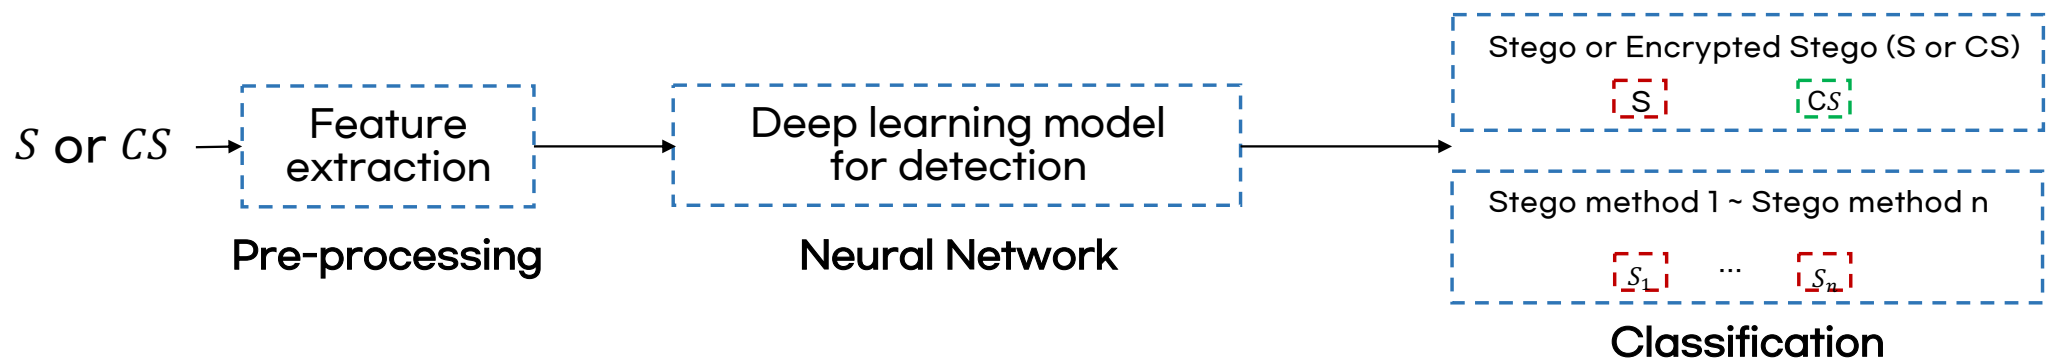 S or CS
Feature
extraction
Pre-processing
Deep learning model
for detection
Neural Network
Stego or Encrypted Stego (S or CS)
S CS
Stego method 1 ~ Stego method n
S₁ ... Sₙ
Classification